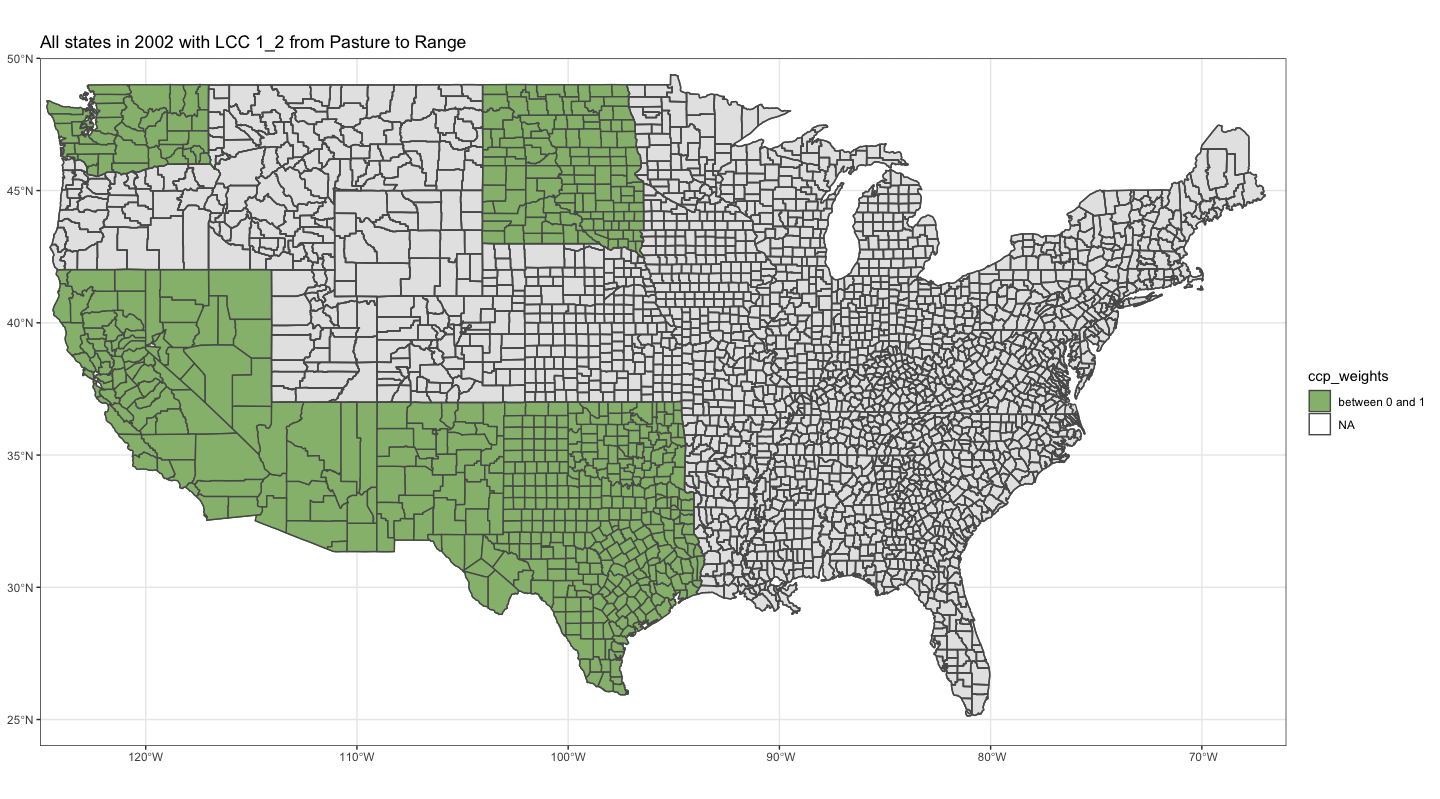 All states in 2002 with LCC 1_2 from Pasture to Range
50°N
45°N
40°N
35°N
30°N
25°N
120°W
110°W
100°W
90°W
80°W
70°W
ccp_weights
between 0 and 1
NA